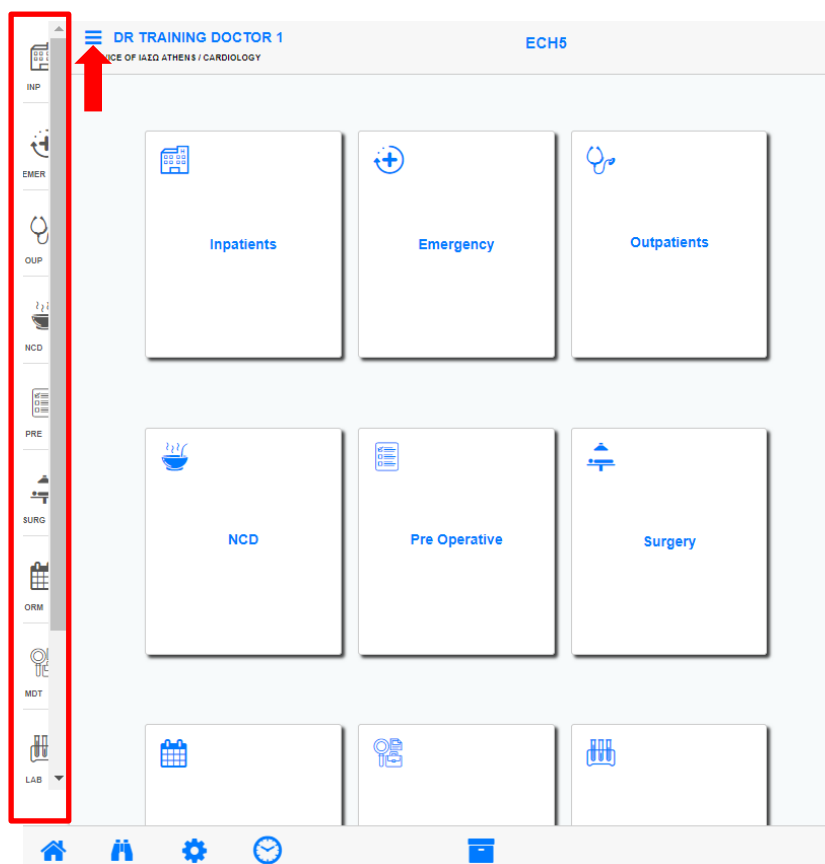 DR TRAINING DOCTOR 1
ECH5
ICE OF ΙΑΣΩ ATHENS / CARDIOLOGY
INP
EMER
OUP
NCD
PRE
SURG
ORM
MDT
LAB
Inpatients
Emergency
Outpatients
NCD
Pre Operative
Surgery